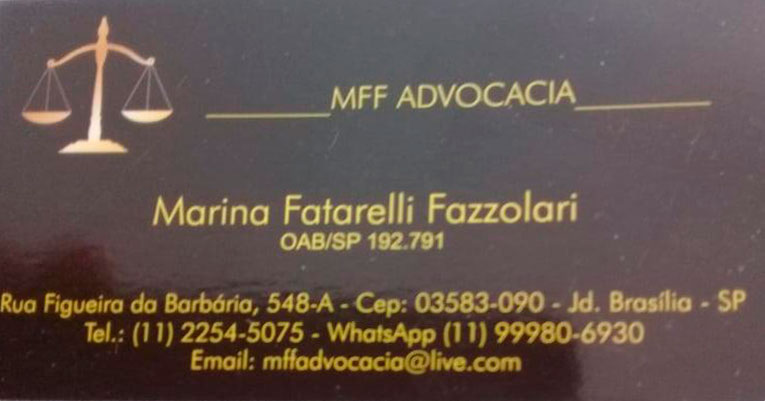 MFF ADVOCACIA
Marina Fatarelli Fazzolari
OAB/SP 192.791
Rua Figueira da Barbária, 548-A - Cep: 03583-090 - Jd. Brasília - SP
Tel.: (11) 2254-5075 - WhatsApp (11) 99980-6930
Email: mffadvocacia@live.com